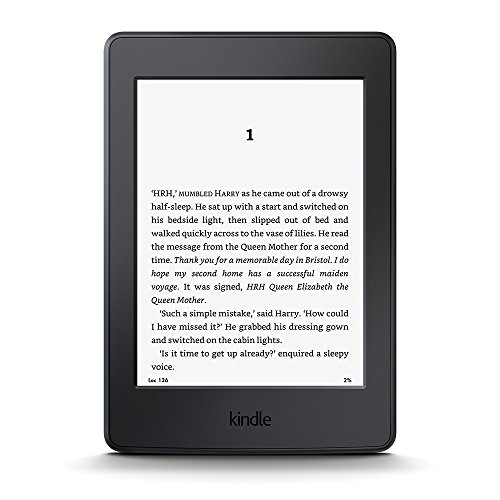 1
‘HRH,’ MUMBLED HARRY as he came out of a drowsy
half-sleep. He sat up with a start and switched on
his bedside light, then slipped out of bed and
walked quickly across to the vase of lilies. He read
the message from the Queen Mother for a second
time. Thank you for a memorable day in Bristol. I do
hope my second home has a successful maiden
voyage. It was signed, HRH Queen Elizabeth the
Queen Mother.
‘Such a simple mistake,’ said Harry. ‘How could
I have missed it?’ He grabbed his dressing gown
and switched on the cabin lights.
‘Is it time to get up already?’ enquired a sleepy
voice.
Loc 126 2%
kindle